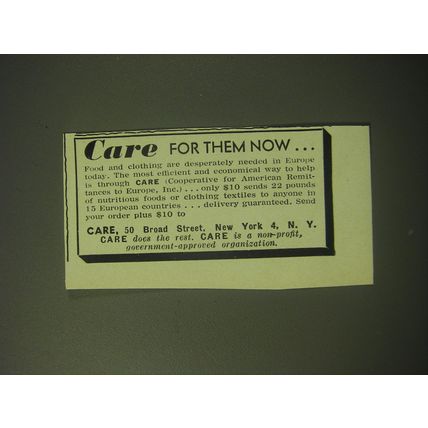 Care FOR THEM NOW...
Food and clothing are desperately needed in Europe
today. The most efficient and economical way to help
is through CARE (Cooperative for American Remit-
tances to Europe, Inc.) . . . only $10 sends 22 pounds
of nutritious foods or clothing textiles to anyone in
15 European countries . . . delivery guaranteed. Send
your order plus $10 to
CARE, 50 Broad Street, New York 4, N. Y.
CARE does the rest. CARE is a non-profit,
government-approved organization.